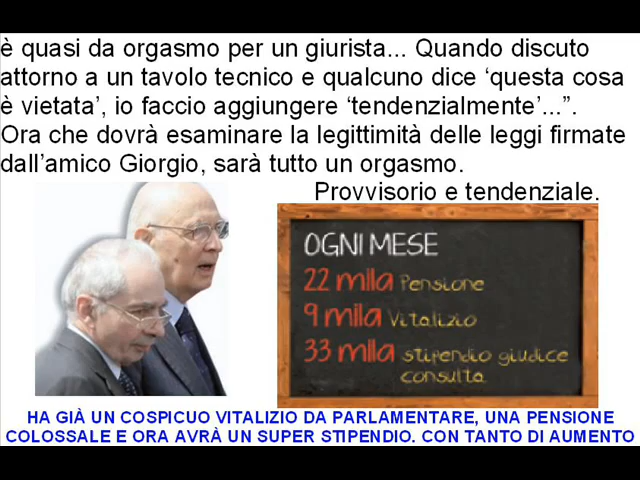 è quasi da orgasmo per un giurista... Quando discuto
attorno a un tavolo tecnico e qualcuno dice ‘questa cosa
è vietata’, io faccio aggiungere ‘tendenzialmente’...”.
Ora che dovrà esaminare la legittimità delle leggi firmate
dall’amico Giorgio, sarà tutto un orgasmo.
Provvisorio e tendenziale.
OGNI MESE
22 mila Pensione
9 mila Vitalizio
33 mila stipendio giudice
consulta
HA GIÀ UN COSPICUO VITALIZIO DA PARLAMENTARE, UNA PENSIONE
COLOSSALE E ORA AVRÀ UN SUPER STIPENDIO. CON TANTO DI AUMENTO